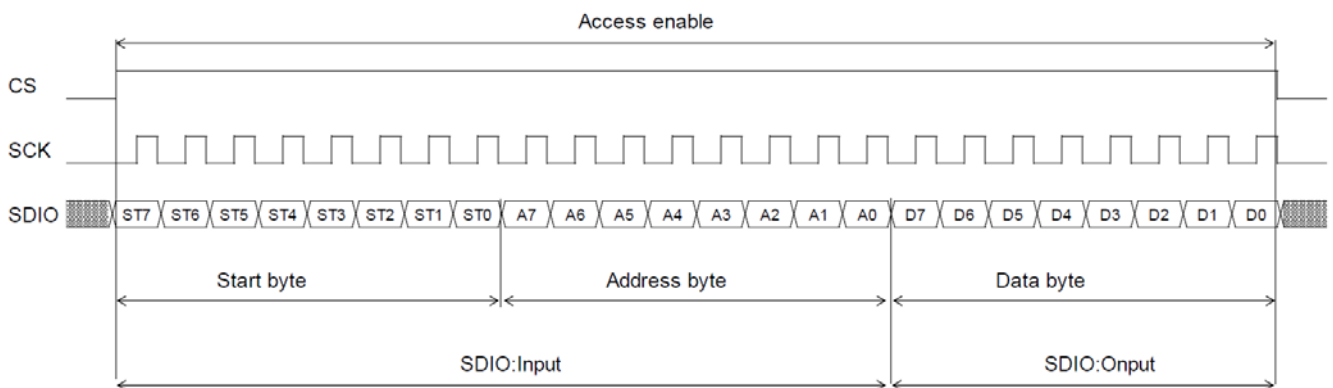 Access enable
CS
SCK
SDIO ST7 ST6 ST5 ST4 ST3 ST2 ST1 ST0 A7 A6 A5 A4 A3 A2 A1 A0 D7 D6 D5 D4 D3 D2 D1 D0
Start byte Address byte Data byte
SDIO:Input SDIO:Onput